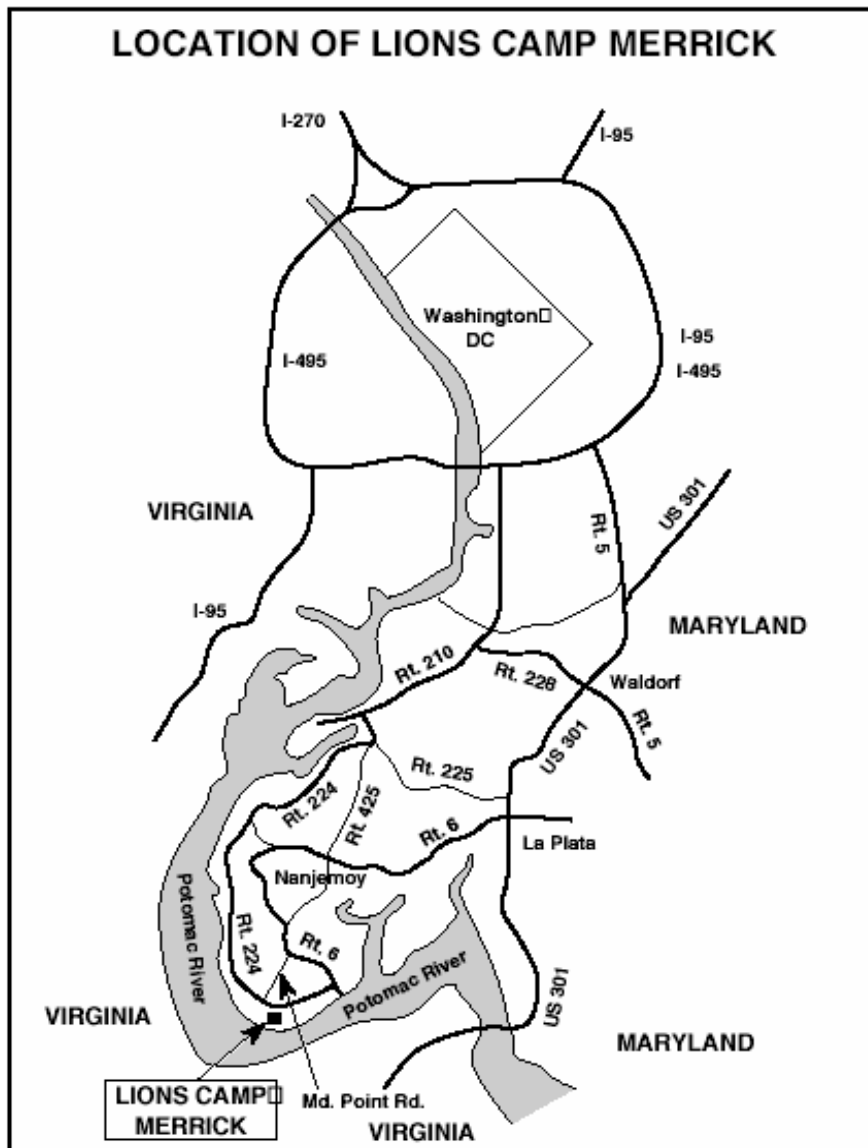 LOCATION OF LIONS CAMP MERRICK
I-270
I-95
Washington
DC
I-95
I-495
I-495
VIRGINIA
US 301
Rt. 5
I-95
MARYLAND
Rt. 210
Rt. 228
Waldorf
Rt. 5
US 301
Rt. 225
Rt. 224
Rt. 425
Rt. 6
La Plata
Nanjemoy
Potomac River
Rt. 224
Rt. 6
Potomac River
US 301
VIRGINIA
MARYLAND
LIONS CAMP
MERRICK
Md. Point Rd.
VIRGINIA